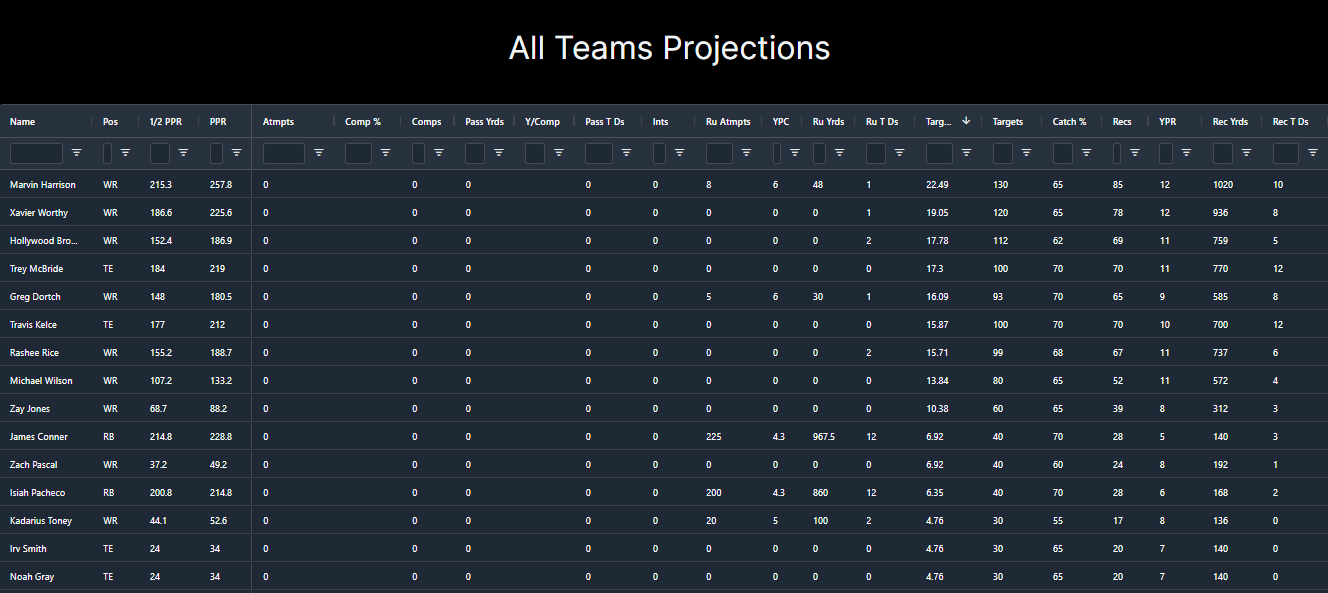 All Teams Projections
Name Pos 1/2 PPR PPR Atmpts Comp % Comps Pass Yrds Y/Comp Pass T Ds Ints Ru Atmpts YPC Ru Yrds Ru T Ds Targ... Targets Catch % Recs YPR Rec Yrds Rec T Ds
Marvin Harrison WR 215.3 257.8 0 0 0 0 0 8 6 48 1 22.49 130 65 85 12 1020 10
Xavier Worthy WR 186.6 225.6 0 0 0 0 0 0 0 0 1 19.05 120 65 78 12 936 8
Hollywood Bro... WR 152.4 186.9 0 0 0 0 0 0 0 0 2 17.78 112 62 69 11 759 5
Trey McBride TE 184 219 0 0 0 0 0 0 0 0 0 17.3 100 70 70 11 770 12
Greg Dortch WR 148 180.5 0 0 0 0 0 5 6 30 1 16.09 93 70 65 9 585 8
Travis Kelce TE 177 212 0 0 0 0 0 0 0 0 0 15.87 100 70 70 10 700 12
Rashee Rice WR 155.2 188.7 0 0 0 0 0 0 0 0 2 15.71 99 68 67 11 737 6
Michael Wilson WR 107.2 133.2 0 0 0 0 0 0 0 0 0 13.84 80 65 52 11 572 4
Zay Jones WR 68.7 88.2 0 0 0 0 0 0 0 0 0 10.38 60 65 39 8 312 3
James Conner RB 214.8 228.8 0 0 0 0 0 225 4.3 967.5 12 6.92 40 70 28 5 140 3
Zach Pascal WR 37.2 49.2 0 0 0 0 0 0 0 0 0 6.92 40 60 24 8 192 1
Isiah Pacheco RB 200.8 214.8 0 0 0 0 0 200 4.3 860 12 6.35 40 70 28 6 168 2
Kadarius Toney WR 44.1 52.6 0 0 0 0 0 20 5 100 2 4.76 30 55 17 8 136 0
Irv Smith TE 24 34 0 0 0 0 0 0 0 0 0 4.76 30 65 20 7 140 0
Noah Gray TE 24 34 0 0 0 0 0 0 0 0 0 4.76 30 65 20 7 140 0